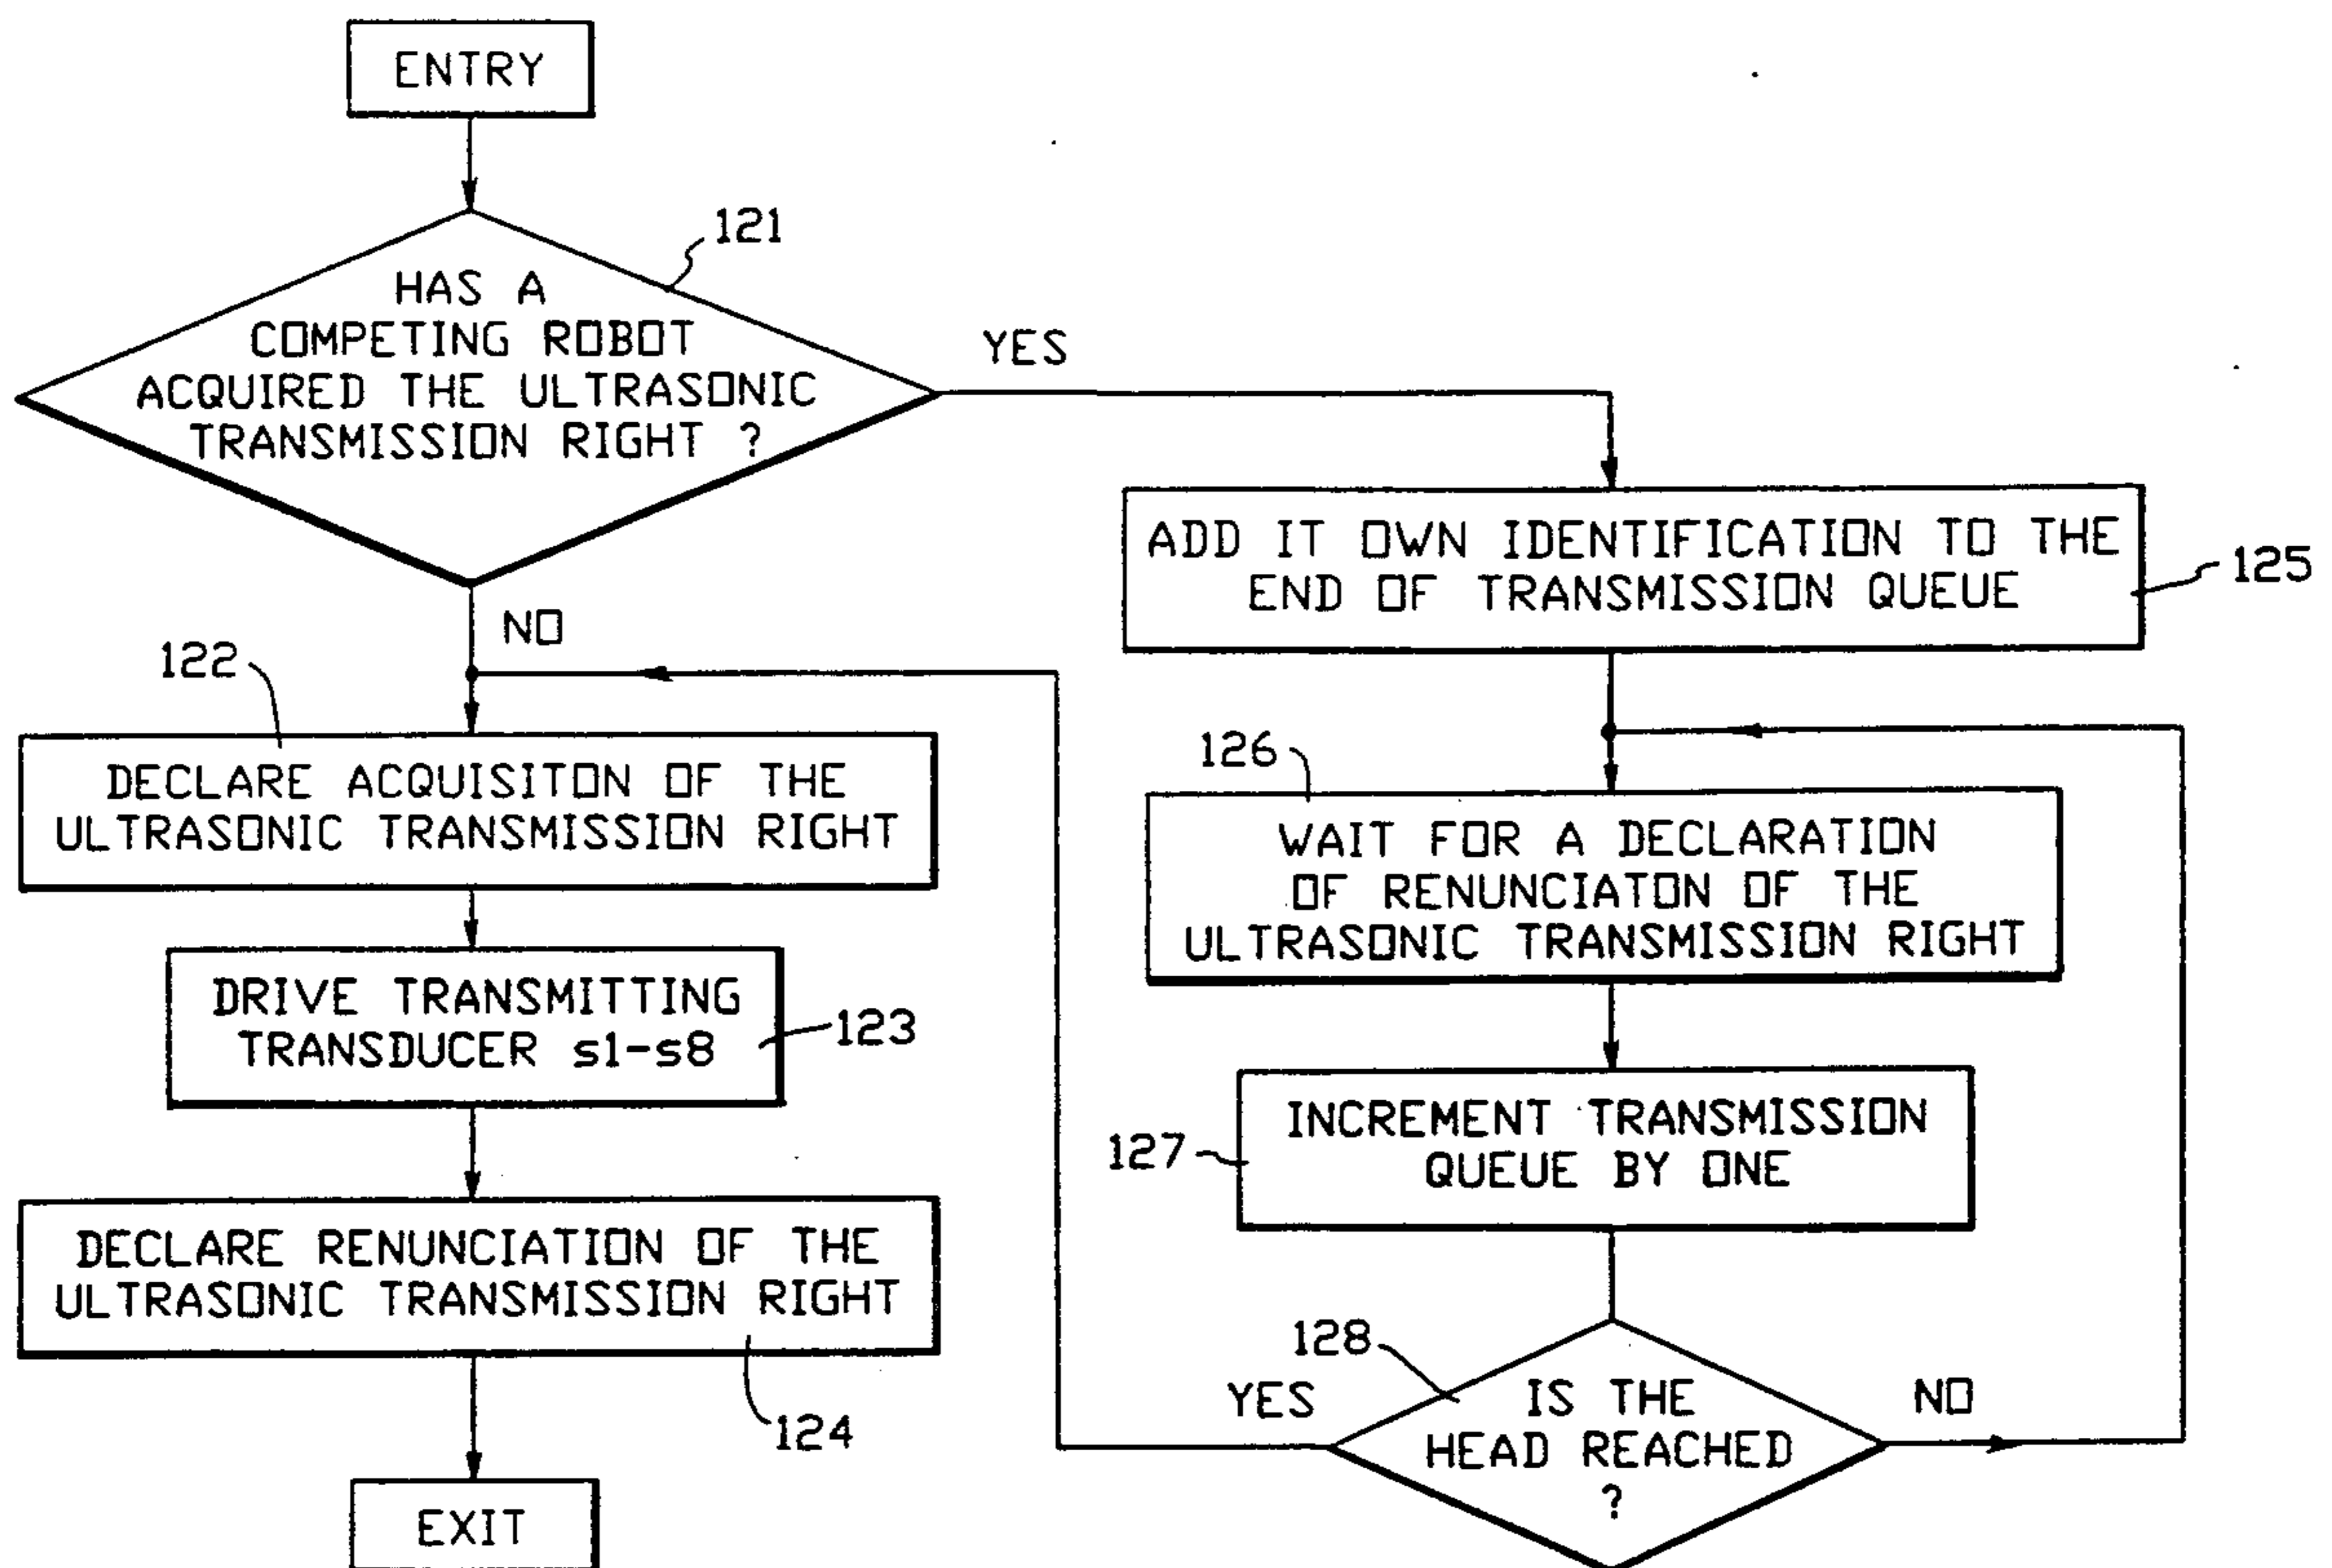 ENTRY
121
HAS A
COMPETING ROBOT
ACQUIRED THE ULTRASONIC
TRANSMISSION RIGHT ?
YES
NO
122
DECLARE ACQUISITON OF THE
ULTRASONIC TRANSMISSION RIGHT
DRIVE TRANSMITTING
TRANSDUCER s1-s8
123
DECLARE RENUNCIATION OF THE
ULTRASONIC TRANSMISSION RIGHT
124
EXIT
ADD IT OWN IDENTIFICATION TO THE
END OF TRANSMISSION QUEUE
125
126
WAIT FOR A DECLARATION
OF RENUNCIATON OF THE
ULTRASONIC TRANSMISSION RIGHT
127
INCREMENT TRANSMISSION
QUEUE BY ONE
128
IS THE
HEAD REACHED
?
YES
NO